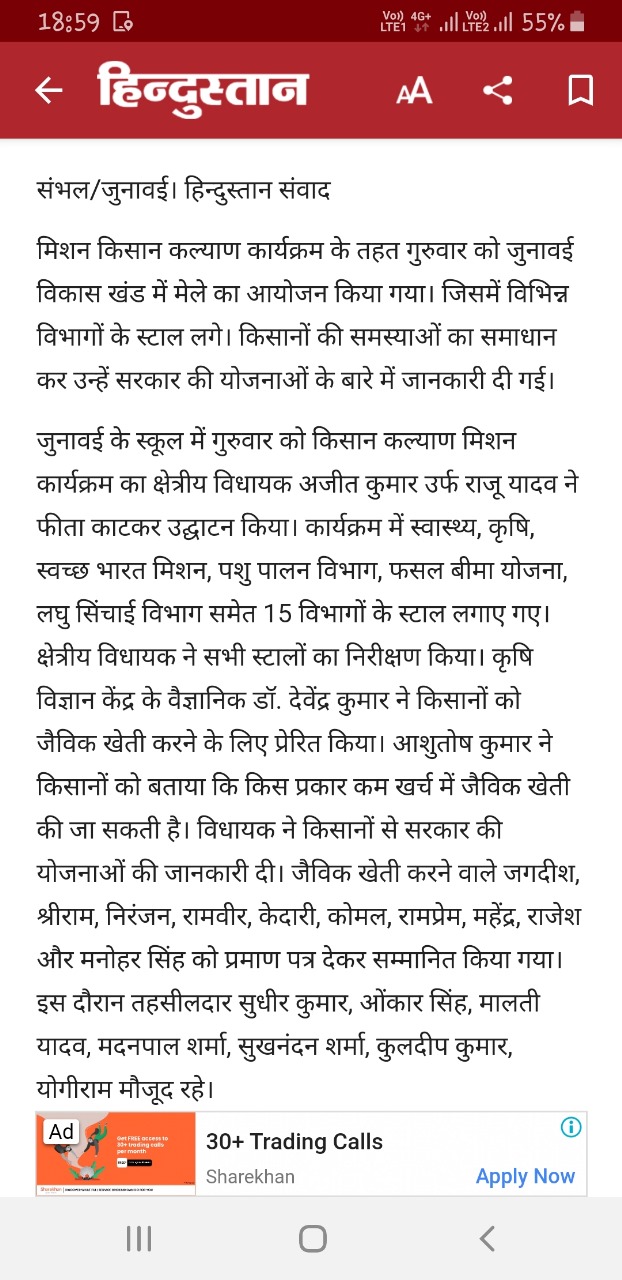 18:59 Vo) LTE1 4G+ Vo) LTE2 55%
हिन्दुस्तान AA
संभल/जुनावई। हिन्दुस्तान संवाद
मिशन किसान कल्याण कार्यक्रम के तहत गुरुवार को जुनावई
विकास खंड में मेले का आयोजन किया गया। जिसमें विभिन्न
विभागों के स्टाल लगे। किसानों की समस्याओं का समाधान
कर उन्हें सरकार की योजनाओं के बारे में जानकारी दी गई।
जुनावई के स्कूल में गुरुवार को किसान कल्याण मिशन
कार्यक्रम का क्षेत्रीय विधायक अजीत कुमार उर्फ राजू यादव ने
फीता काटकर उद्घाटन किया। कार्यक्रम में स्वास्थ्य, कृषि,
स्वच्छ भारत मिशन, पशु पालन विभाग, फसल बीमा योजना,
लघु सिंचाई विभाग समेत 15 विभागों के स्टाल लगाए गए।
क्षेत्रीय विधायक ने सभी स्टालों का निरीक्षण किया। कृषि
विज्ञान केंद्र के वैज्ञानिक डॉ. देवेंद्र कुमार ने किसानों को
जैविक खेती करने के लिए प्रेरित किया। आशुतोष कुमार ने
किसानों को बताया कि किस प्रकार कम खर्च में जैविक खेती
की जा सकती है। विधायक ने किसानों से सरकार की
योजनाओं की जानकारी दी। जैविक खेती करने वाले जगदीश,
श्रीराम, निरंजन, रामवीर, केदारी, कोमल, रामप्रेम, महेंद्र, राजेश
और मनोहर सिंह को प्रमाण पत्र देकर सम्मानित किया गया।
इस दौरान तहसीलदार सुधीर कुमार, ओंकार सिंह, मालती
यादव, मदनपाल शर्मा, सुखनंदन शर्मा, कुलदीप कुमार,
योगीराम मौजूद रहे।
Ad
Get FREE access to
30+ trading calls
per month
30+ Trading Calls
Sharekhan
Apply Now